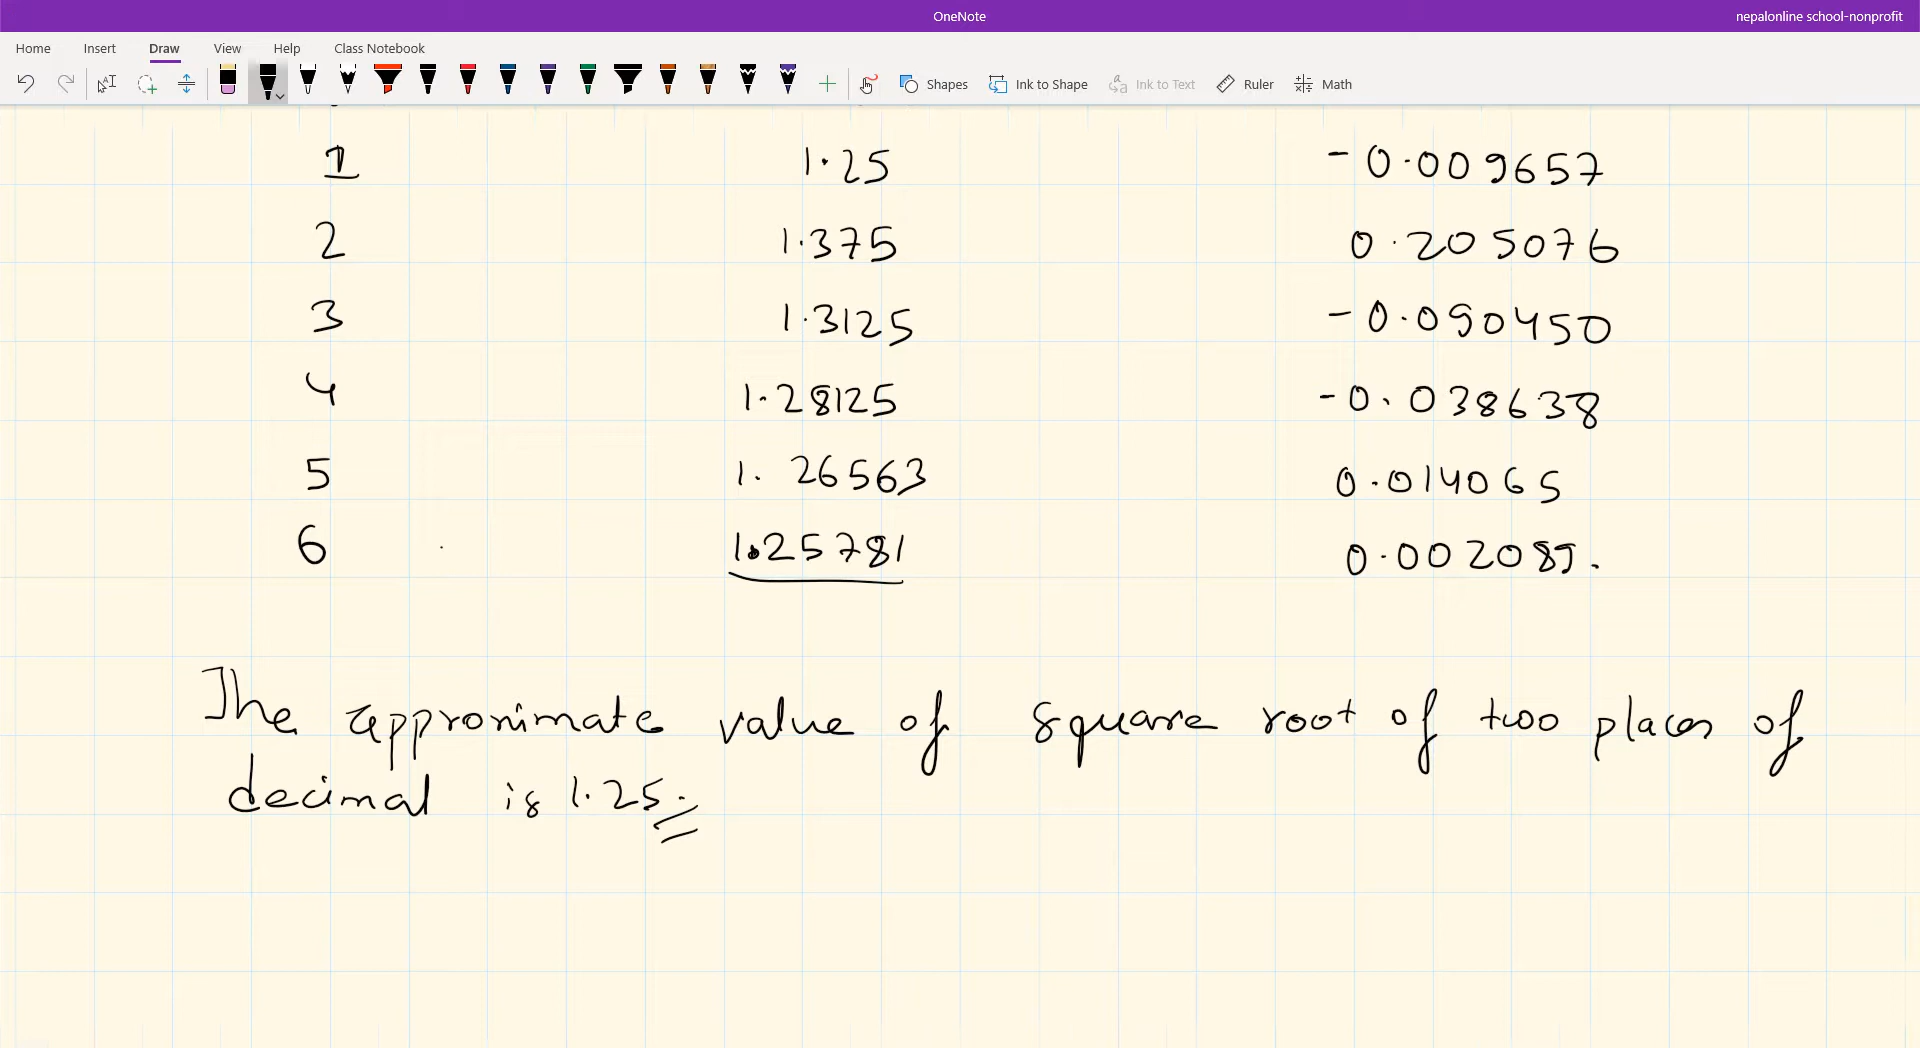 OneNote
nepalonline school-nonprofit
Home Insert Draw View Help Class Notebook
Shapes Ink to Shape Ink to Text Ruler Math
1 1.25 -0.009657
2 1.375 0.205076
3 1.3125 -0.090450
4 1.28125 -0.038638
5 1.26563 0.014065
6 1.25781 0.002089.
The approximate value of square root of two places of
decimal is 1.25.